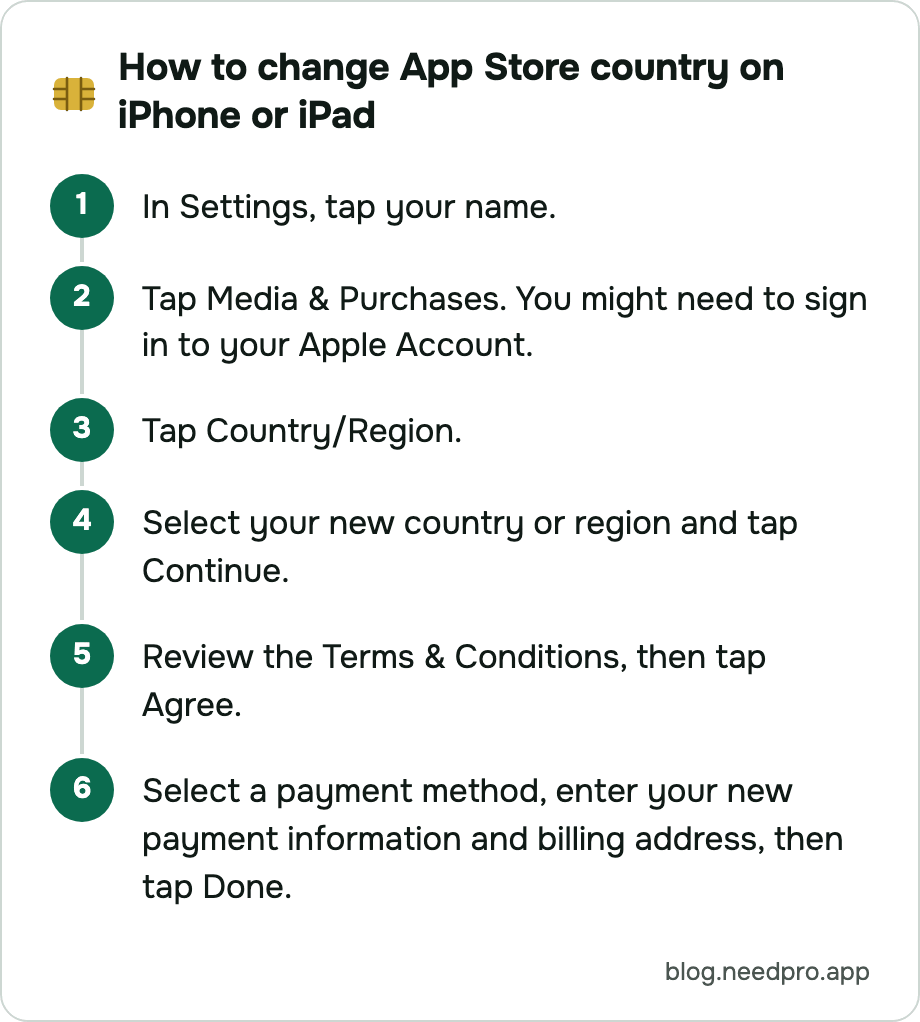 How to change App Store country on
iPhone or iPad
1
In Settings, tap your name.
2
Tap Media & Purchases. You might need to sign
in to your Apple Account.
3
Tap Country/Region.
4
Select your new country or region and tap
Continue.
5
Review the Terms & Conditions, then tap
Agree.
6
Select a payment method, enter your new
payment information and billing address, then
tap Done.
blog.needpro.app